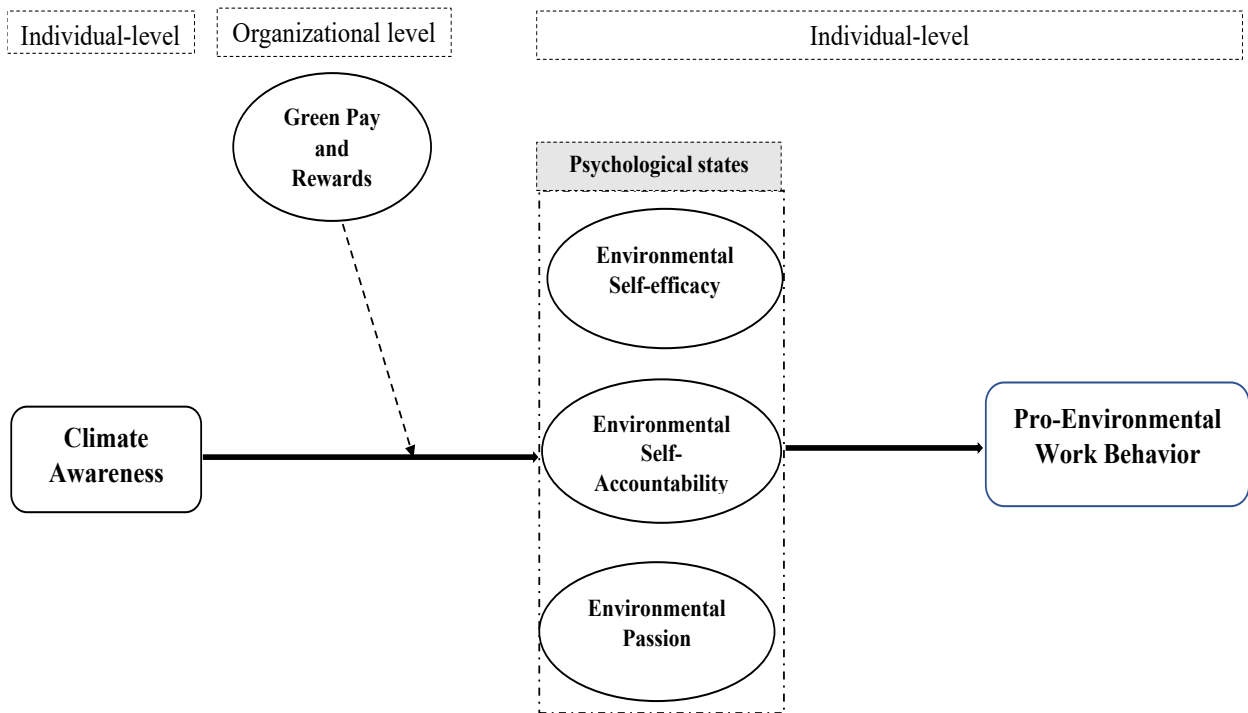 Individual-level
Organizational level
Individual-level
Green Pay
and
Rewards
Psychological states
Environmental
Self-efficacy
Climate
Awareness
Environmental
Self-
Accountability
Pro-Environmental
Work Behavior
Environmental
Passion